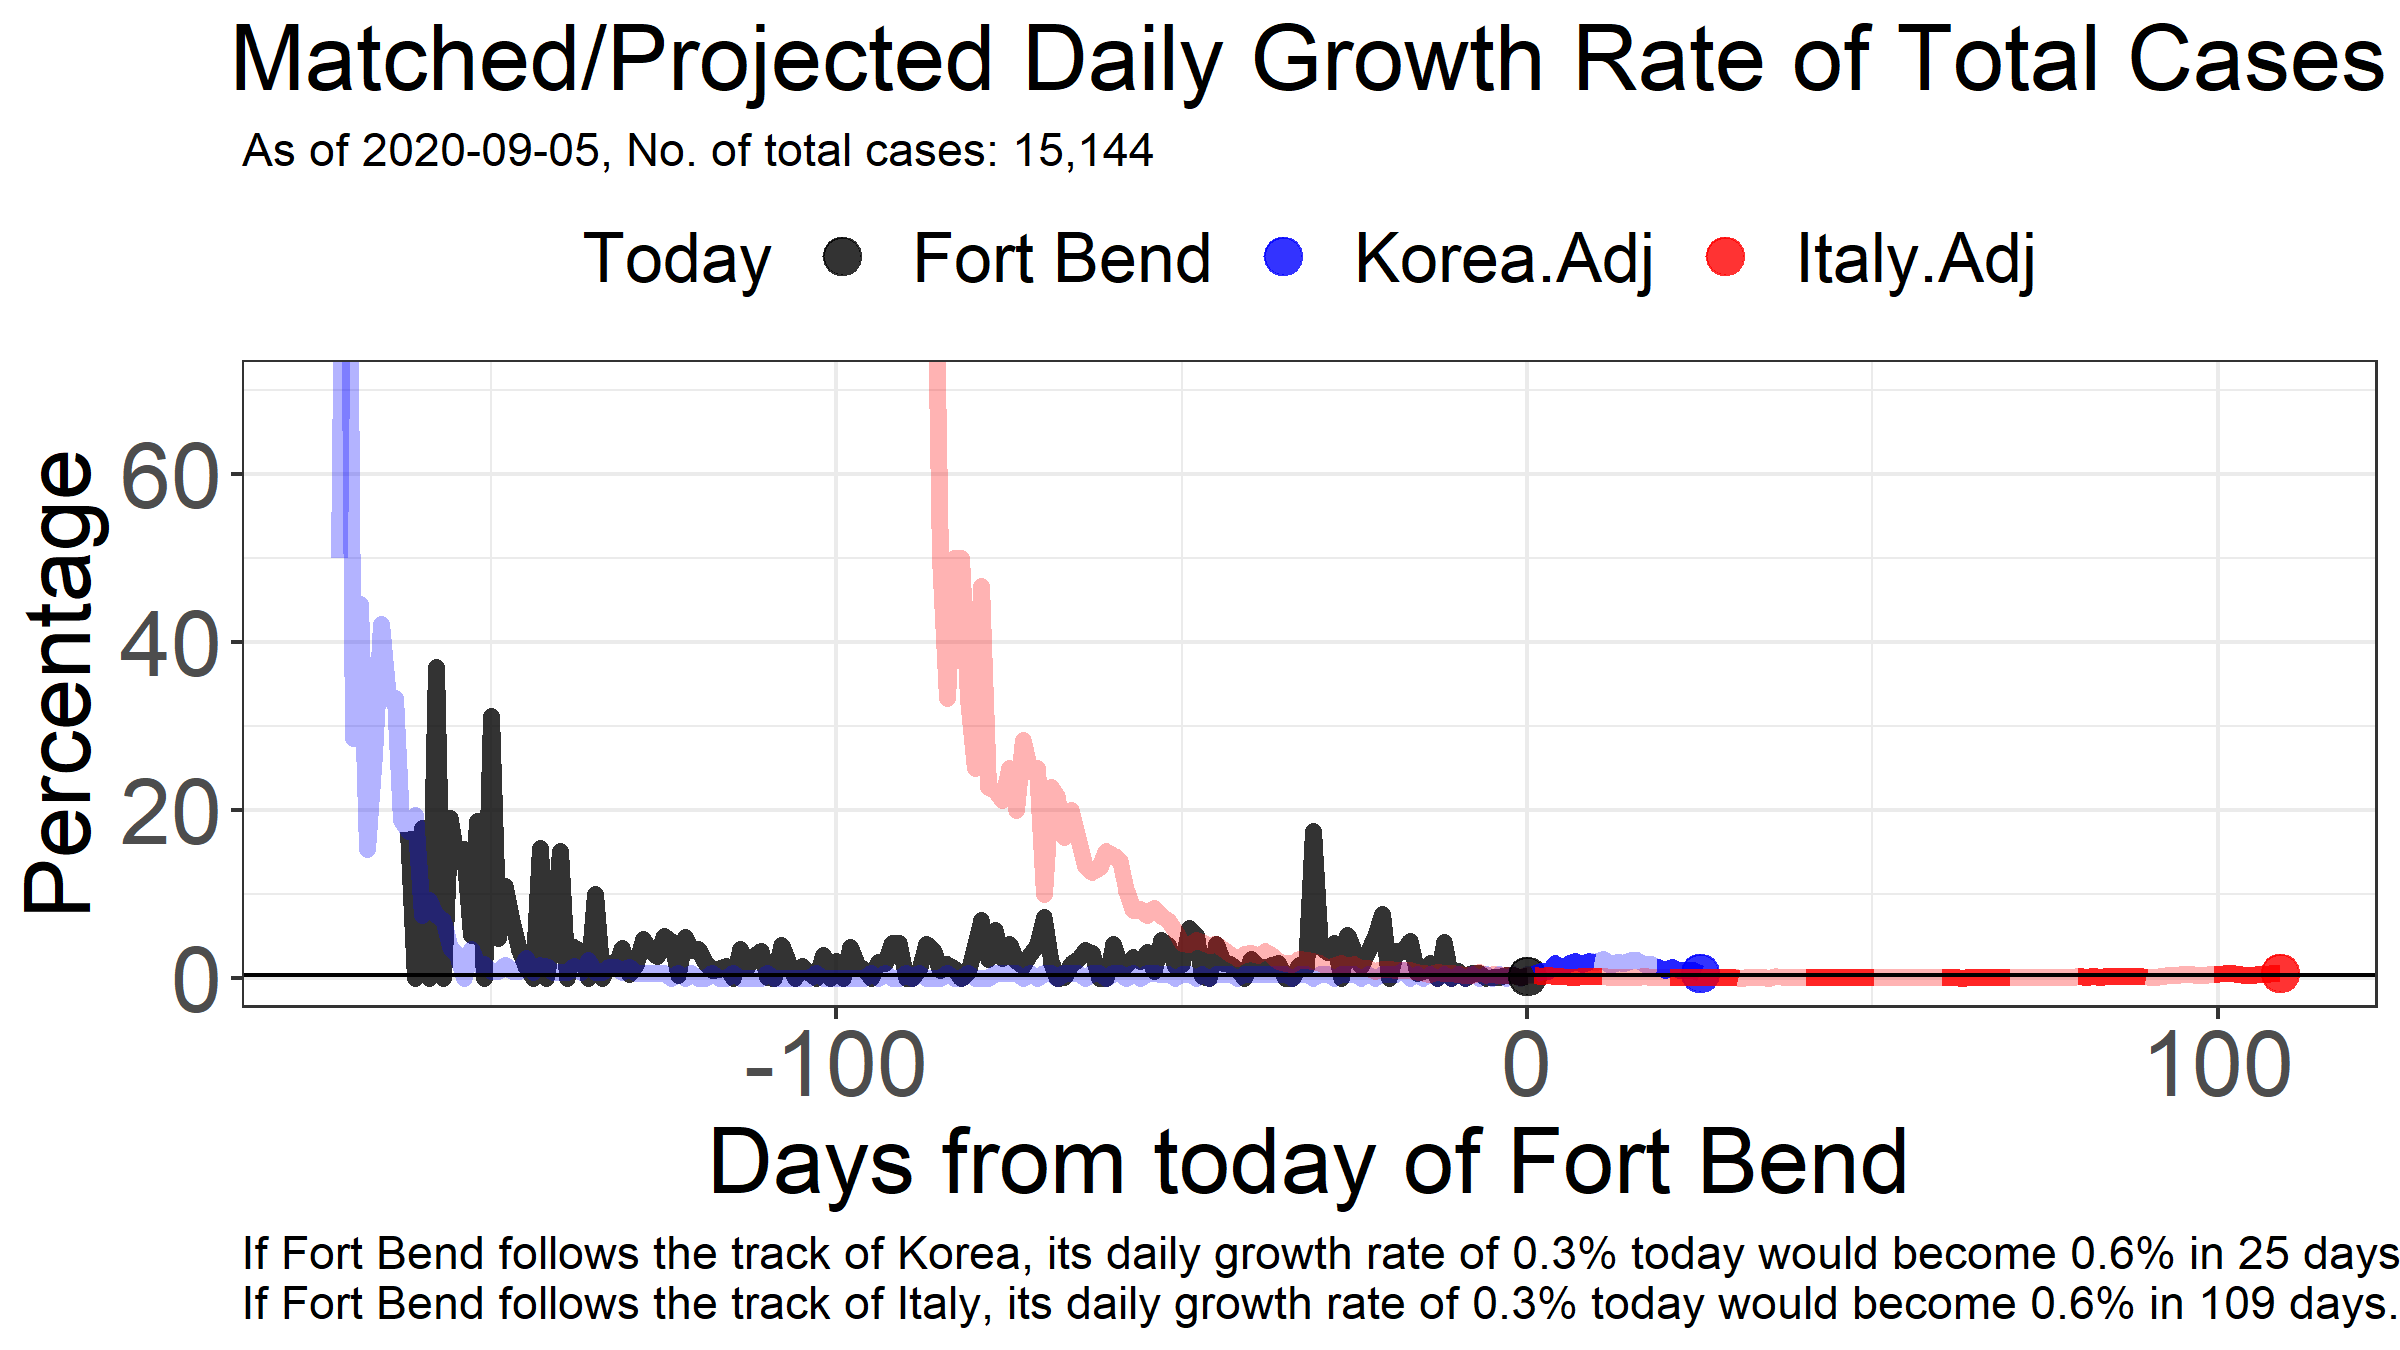 Matched/Projected Daily Growth Rate of Total Cases
As of 2020-09-05, No. of total cases: 15,144
Today Fort Bend Korea.Adj Italy.Adj
Percentage
60
40
20
0
-100 0 100
Days from today of Fort Bend
If Fort Bend follows the track of Korea, its daily growth rate of 0.3% today would become 0.6% in 25 days
If Fort Bend follows the track of Italy, its daily growth rate of 0.3% today would become 0.6% in 109 days.